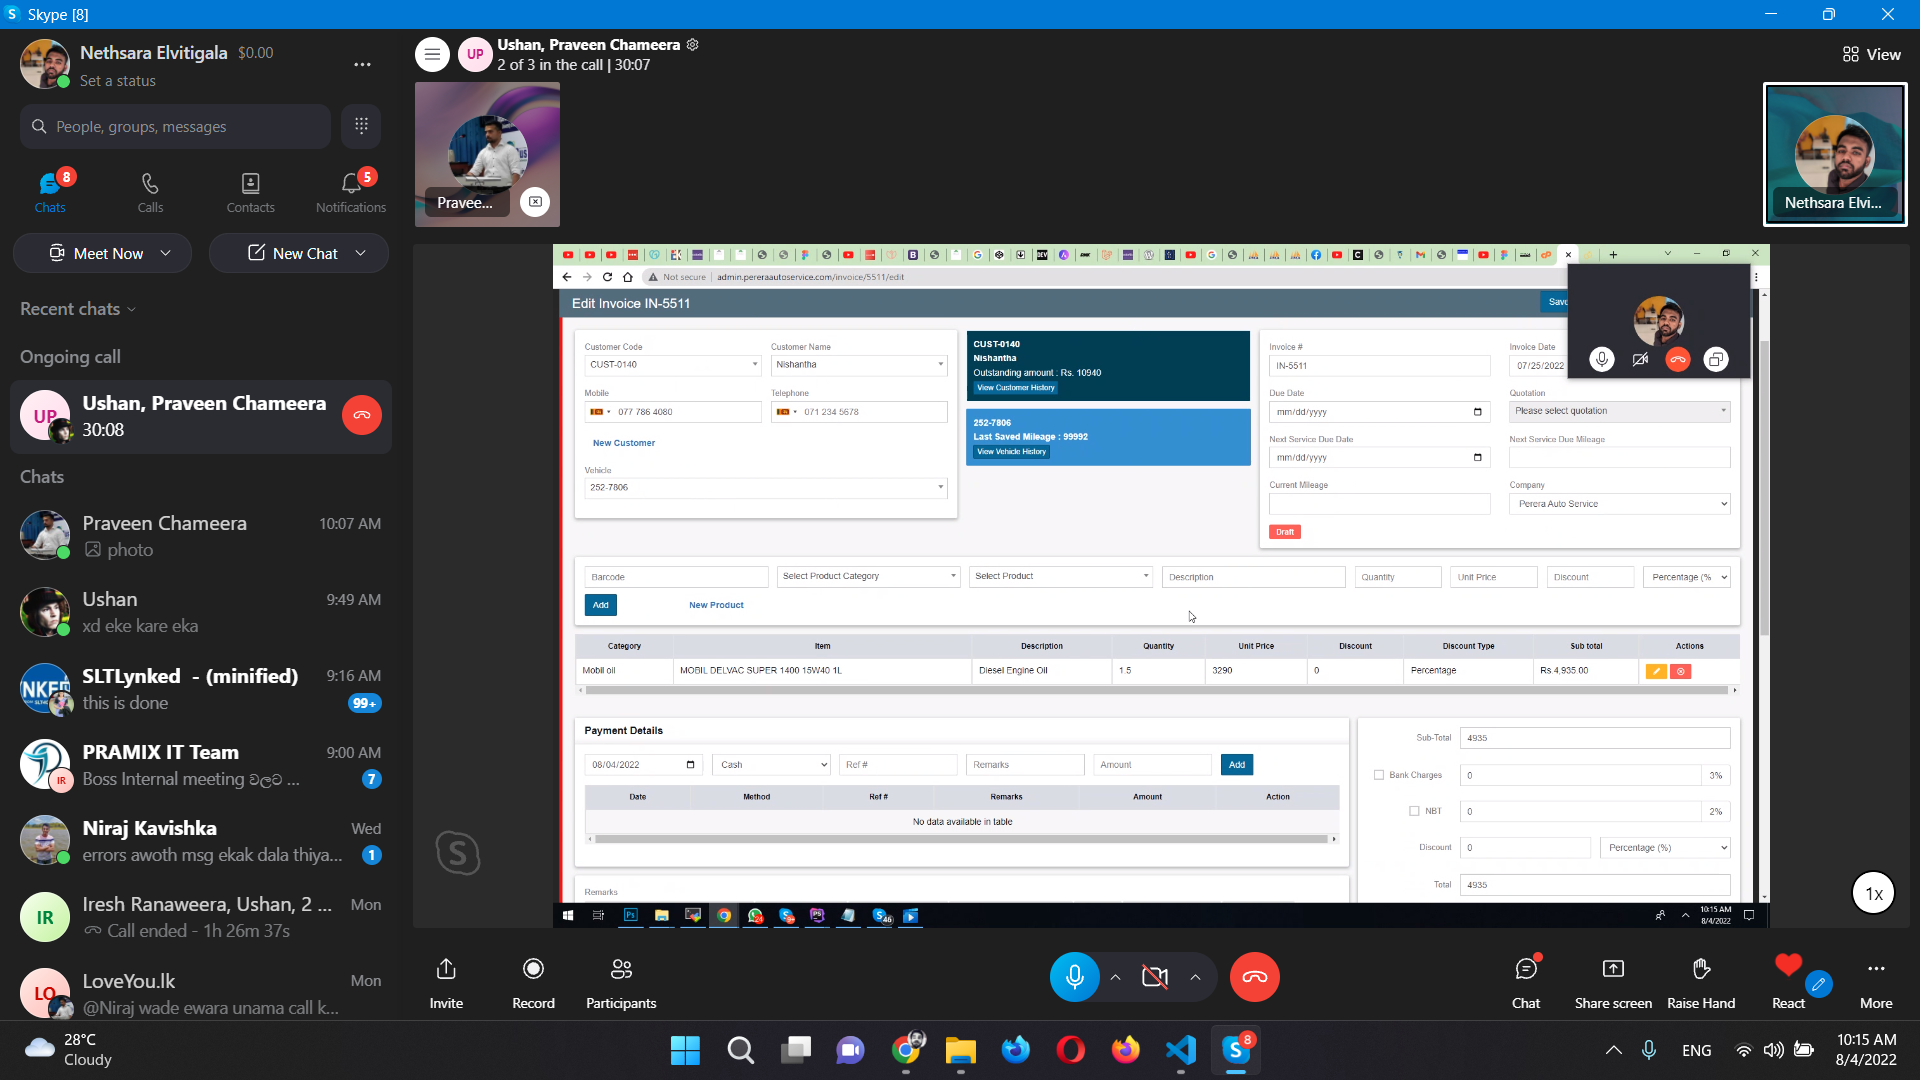 Skype [8]
Nethsara Elvitigala $0.00
Set a status
People, groups, messages
8
5
Chats
Calls
Contacts
Notifications
Meet Now
New Chat
Recent chats
Ongoing call
UP
Ushan, Praveen Chameera
30:08
Chats
Praveen Chameera 10:07 AM
photo
Ushan 9:49 AM
xd eke kare eka
SLTLynked - (minified) 9:16 AM
this is done 99+
PRAMIX IT Team 9:00 AM
IR
Boss Internal meeting වලට ... 7
Niraj Kavishka Wed
errors awoth msg ekak dala thiya... 1
IR
Iresh Ranaweera, Ushan, 2 ... Mon
Call ended - 1h 26m 37s
LO
LoveYou.lk Mon
@Niraj wade ewara unama call k...
UP
Ushan, Praveen Chameera
2 of 3 in the call | 30:07
View
Pravee...
Nethsara Elvi...
Not secure admin.pereraautoservice.com/invoice/5511/edit
Edit Invoice IN-5511
Save
Customer Code
CUST-0140
Customer Name
Nishantha
Mobile
077 786 4080
Telephone
071 234 5678
New Customer
Vehicle
252-7806
CUST-0140
Nishantha
Outstanding amount : Rs. 10940
View Customer History
252-7806
Last Saved Mileage : 99992
View Vehicle History
Invoice #
IN-5511
Invoice Date
07/25/2022
Due Date
mm/dd/yyyy
Quotation
Please select quotation
Next Service Due Date
mm/dd/yyyy
Next Service Due Mileage
Current Mileage
Company
Perera Auto Service
Draft
Barcode
Select Product Category
Select Product
Description
Quantity
Unit Price
Discount
Percentage (%
Add
New Product
Category Item Description Quantity Unit Price Discount Discount Type Sub total Actions
Mobil oil MOBIL DELVAC SUPER 1400 15W40 1L Diesel Engine Oil 1.5 3290 0 Percentage Rs.4,935.00
Payment Details
08/04/2022 Cash Ref # Remarks Amount Add
Date Method Ref # Remarks Amount Action
No data available in table
Remarks
Sub-Total 4935
Bank Charges 0 3%
NBT 0 2%
Discount 0 Percentage (%)
Total 4935
10:15 AM
8/4/2022
1x
Invite
Record
Participants
Chat
Share screen
Raise Hand
React
More
28°C
Cloudy
8
ENG
10:15 AM
8/4/2022